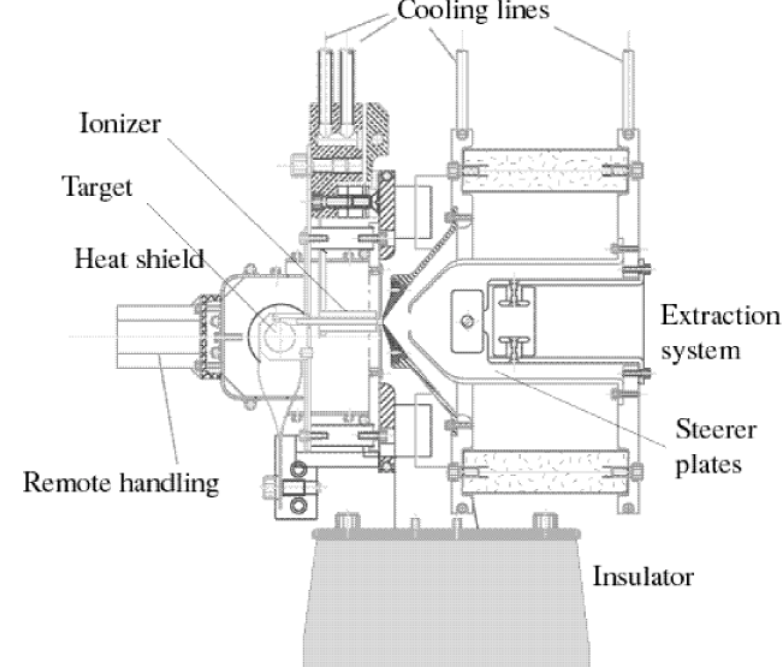 Cooling lines
Ionizer
Target
Heat shield
Extraction
system
Steerer
plates
Remote handling
Insulator